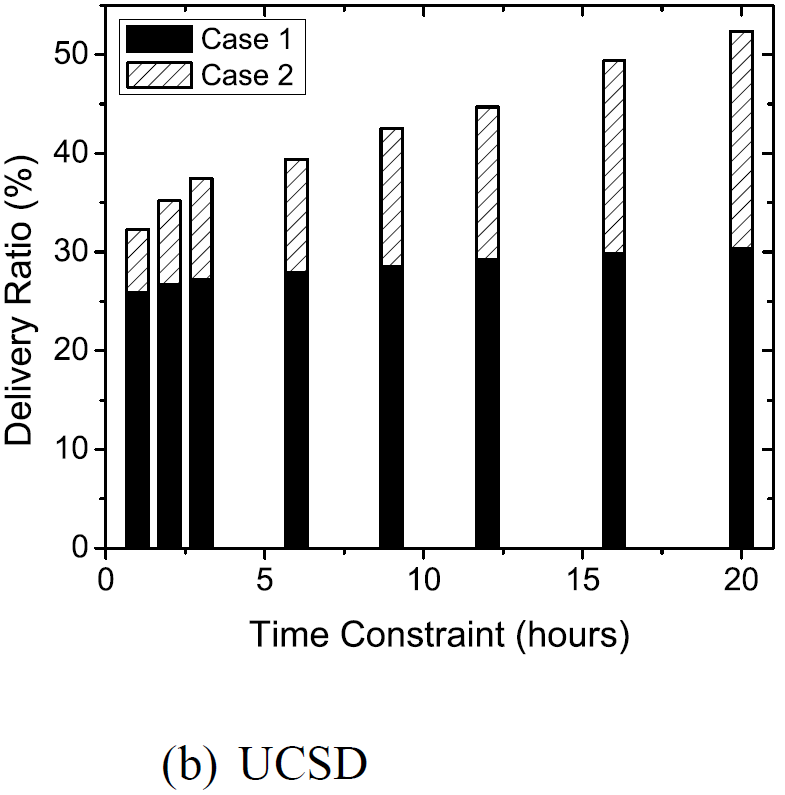 Case 1
Case 2
50
40
30
20
10
0
Delivery Ratio (%)
0 5 10 15 20
Time Constraint (hours)
(b) UCSD